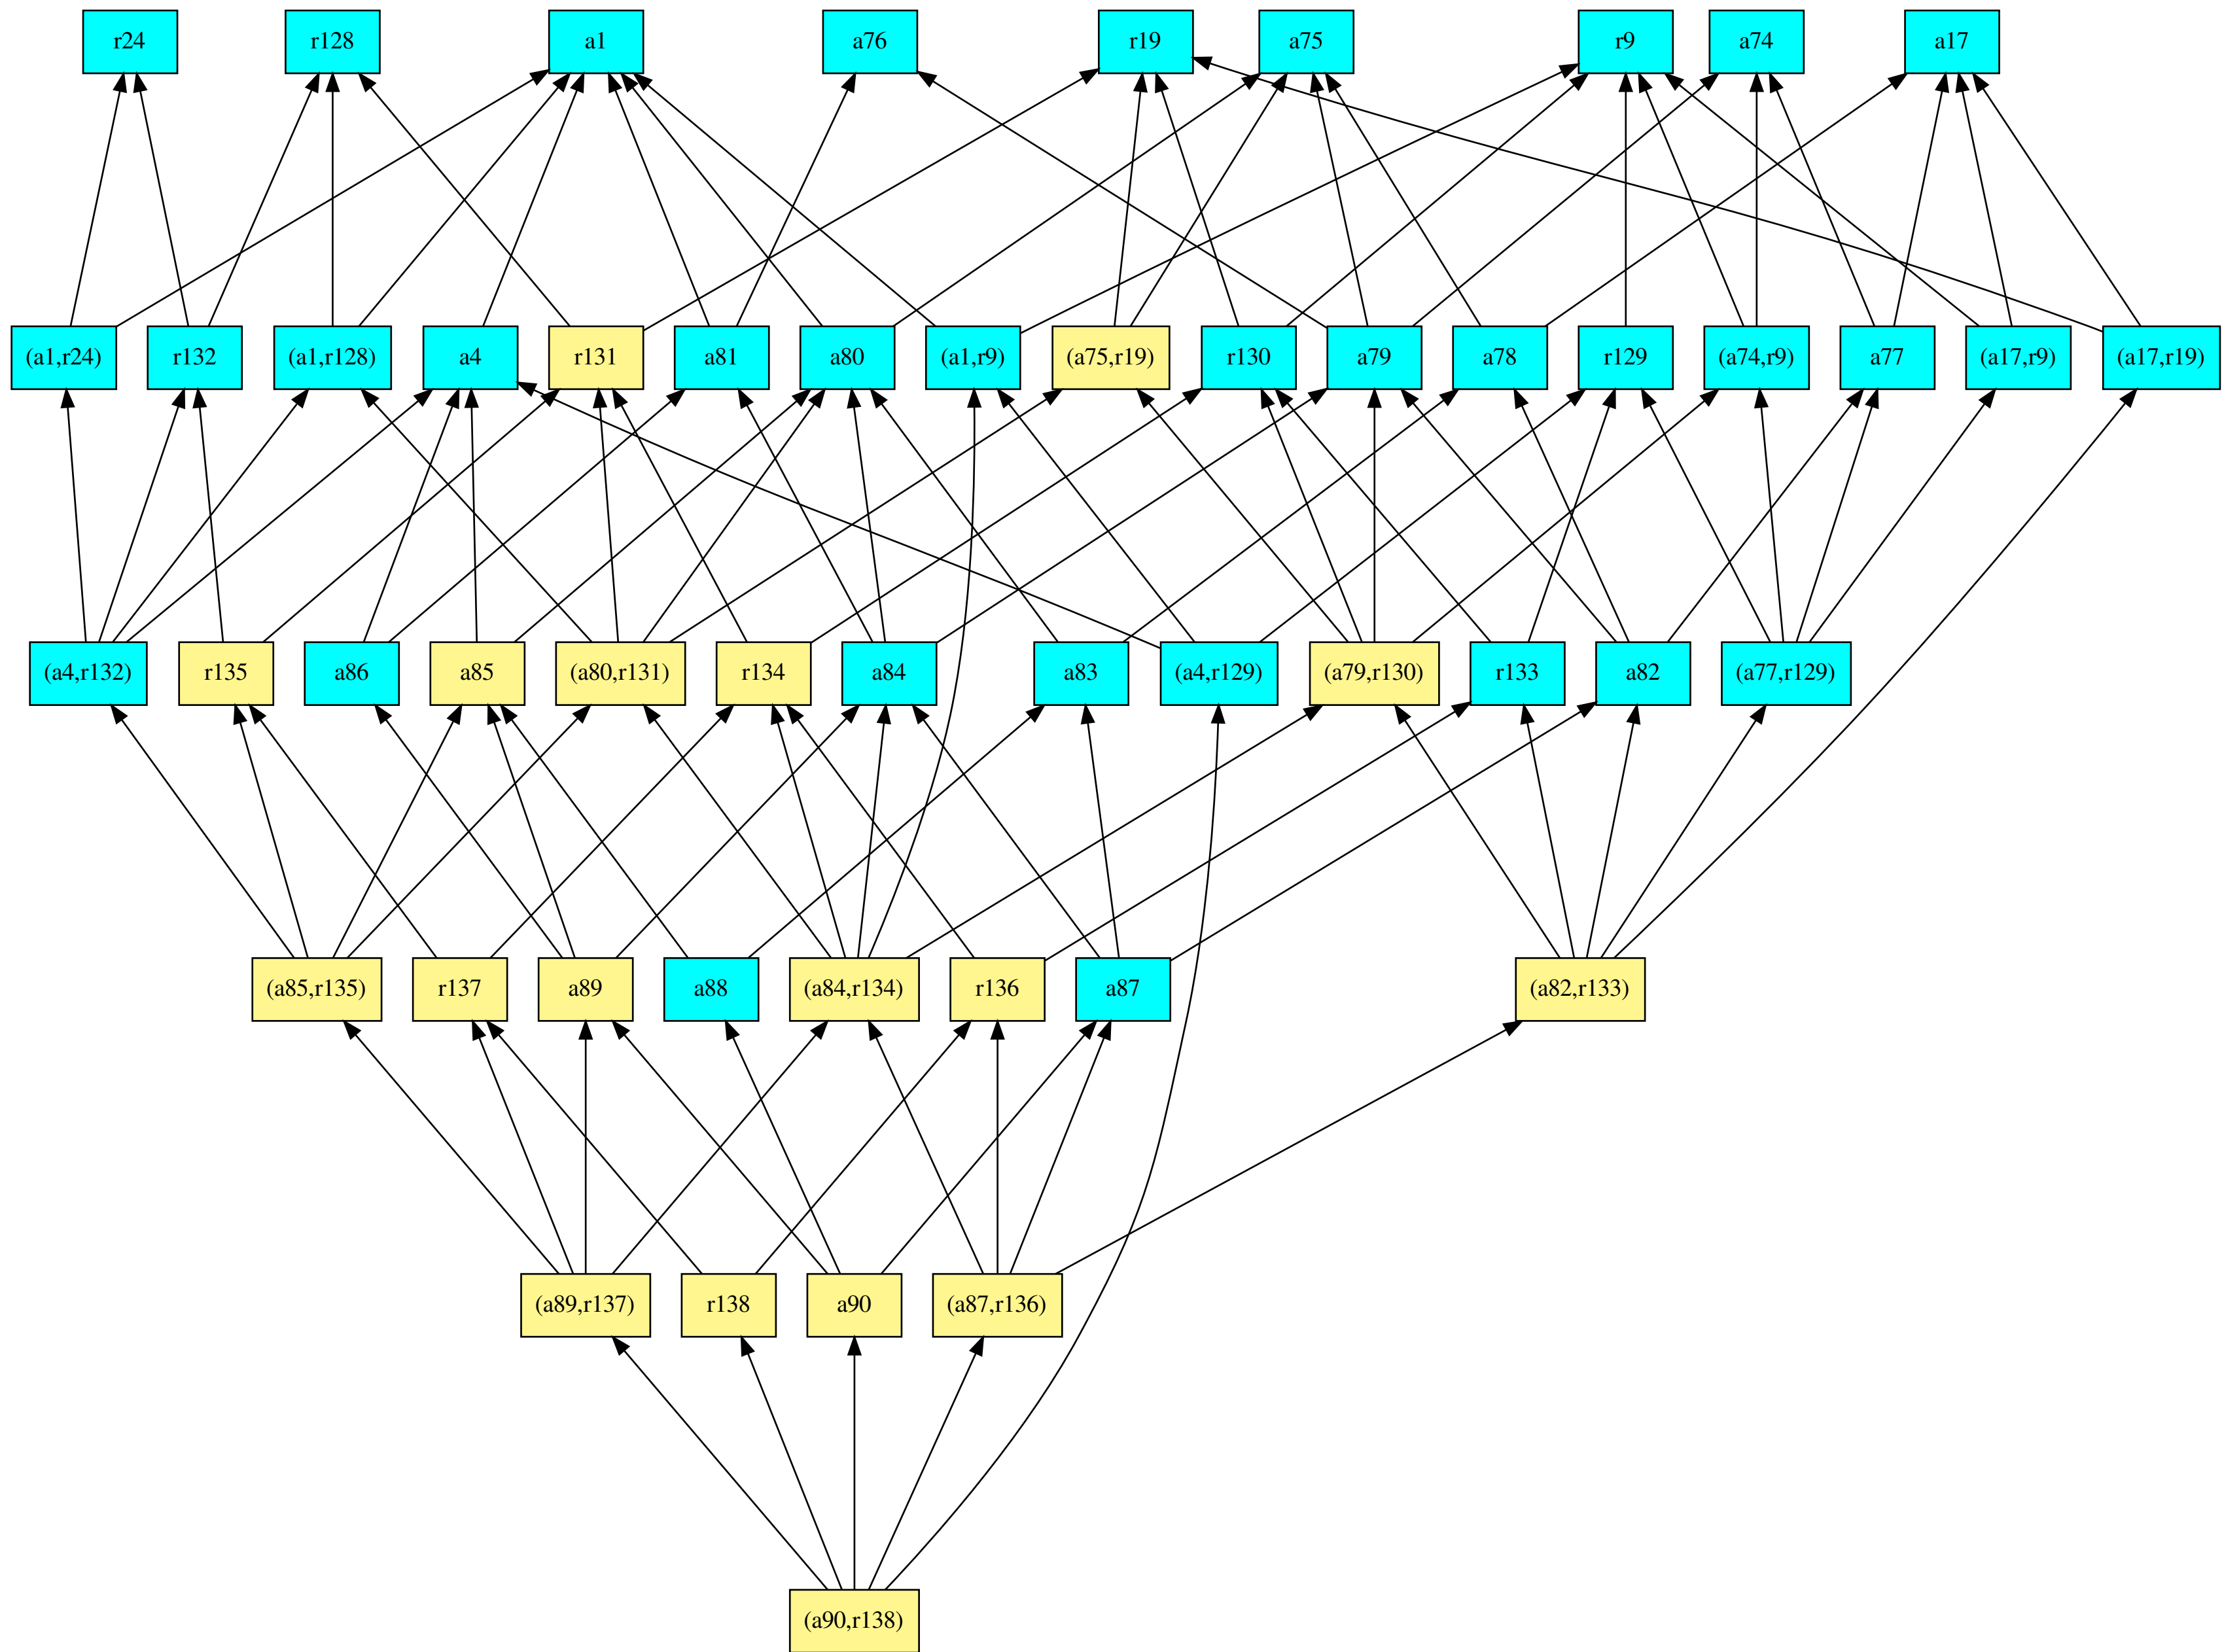 r24 r128 a1 a76 r19 a75 r9 a74 a17
(a1,r24) r132 (a1,r128) a4 r131 a81 a80 (a1,r9) (a75,r19) r130 a79 a78 r129 (a74,r9) a77 (a17,r9) (a17,r19)
(a4,r132) r135 a86 a85 (a80,r131) r134 a84 a83 (a4,r129) (a79,r130) r133 a82 (a77,r129)
(a85,r135) r137 a89 a88 (a84,r134) r136 a87 (a82,r133)
(a89,r137) r138 a90 (a87,r136)
(a90,r138)